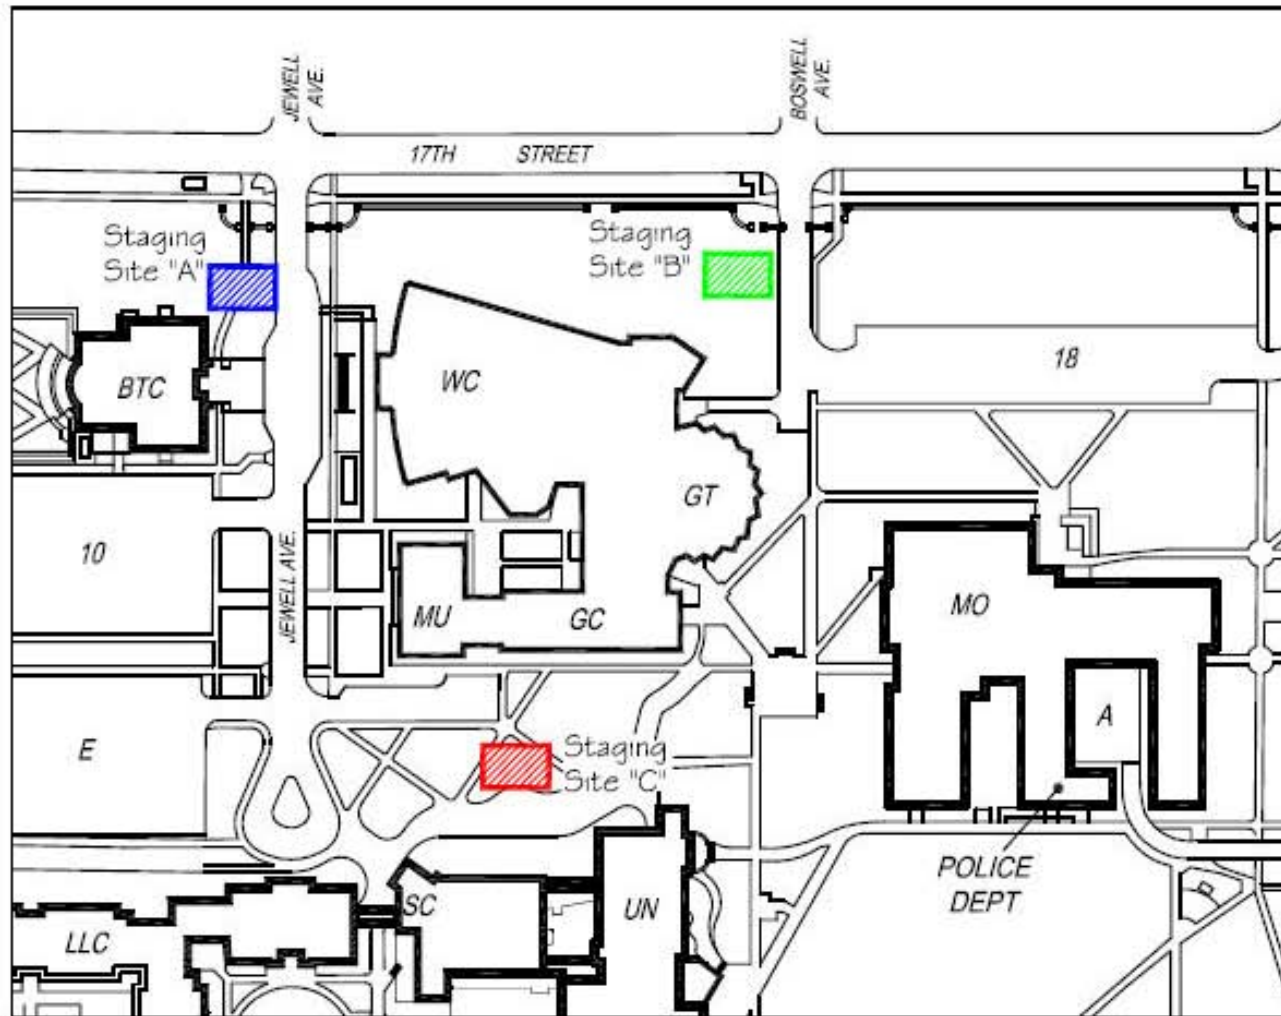 JEWELL
AVE.
BOSWELL
AVE.
17TH STREET
Staging
Site "A"
Staging
Site "B"
BTC
WC
18
GT
10
JEWELL AVE.
MU
GC
MO
E
A
Staging
Site "C"
POLICE
DEPT
SC
UN
LLC